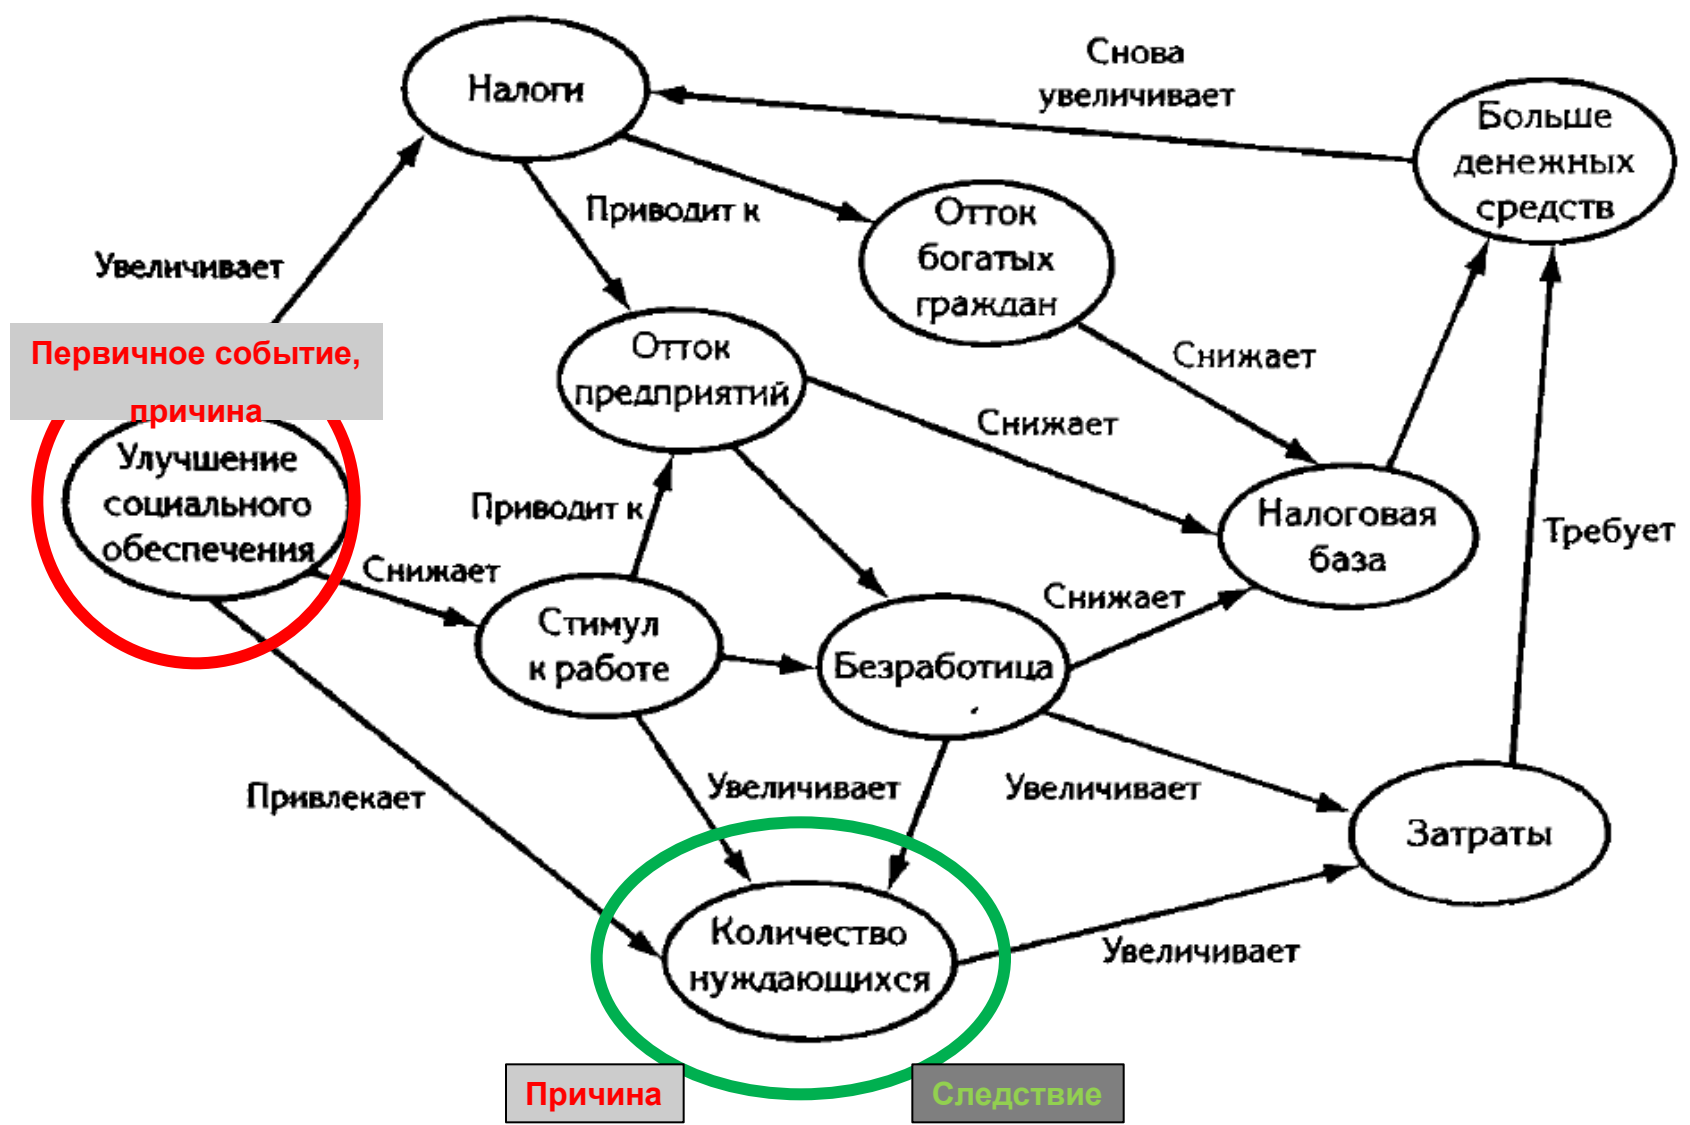 Налоги
Снова
увеличивает
Больше
денежных
средств
Приводит к
Отток
богатых
граждан
Увеличивает
Первичное событие,
причина
Отток
предприятий
Снижает
Снижает
Улучшение
социального
обеспечения
Приводит к
Налоговая
база
Требует
Снижает
Стимул
к работе
Снижает
Безработица
Привлекает
Увеличивает
Увеличивает
Затраты
Количество
нуждающихся
Увеличивает
Причина
Следствие